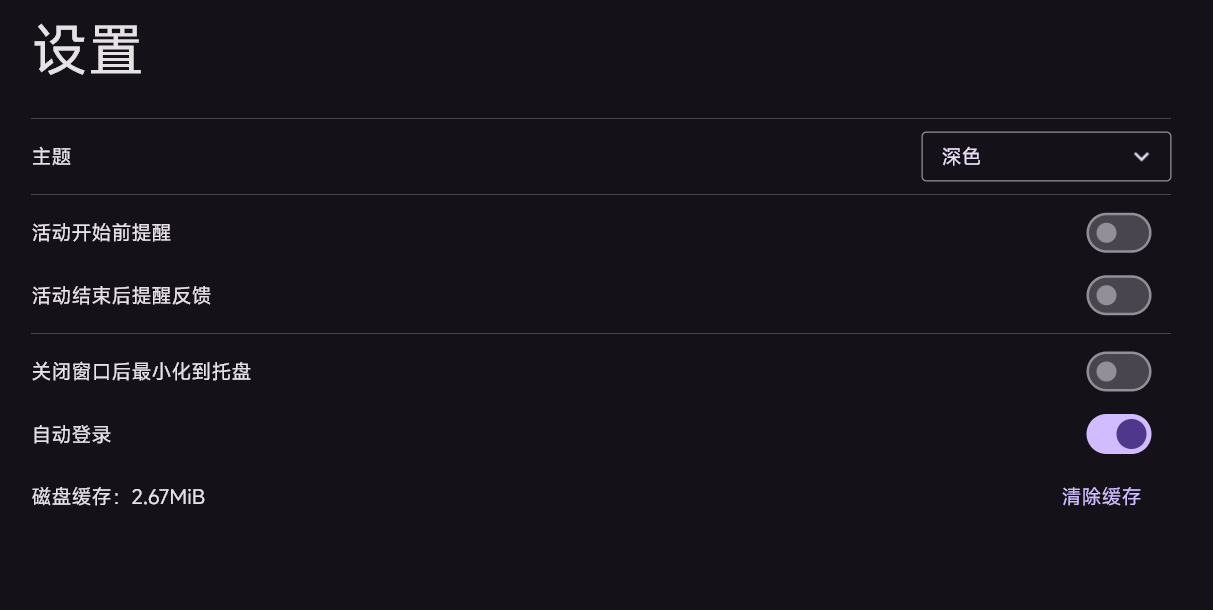 设置
主题
深色
活动开始前提醒
活动结束后提醒反馈
关闭窗口后最小化到托盘
自动登录
磁盘缓存：2.67MiB
清除缓存